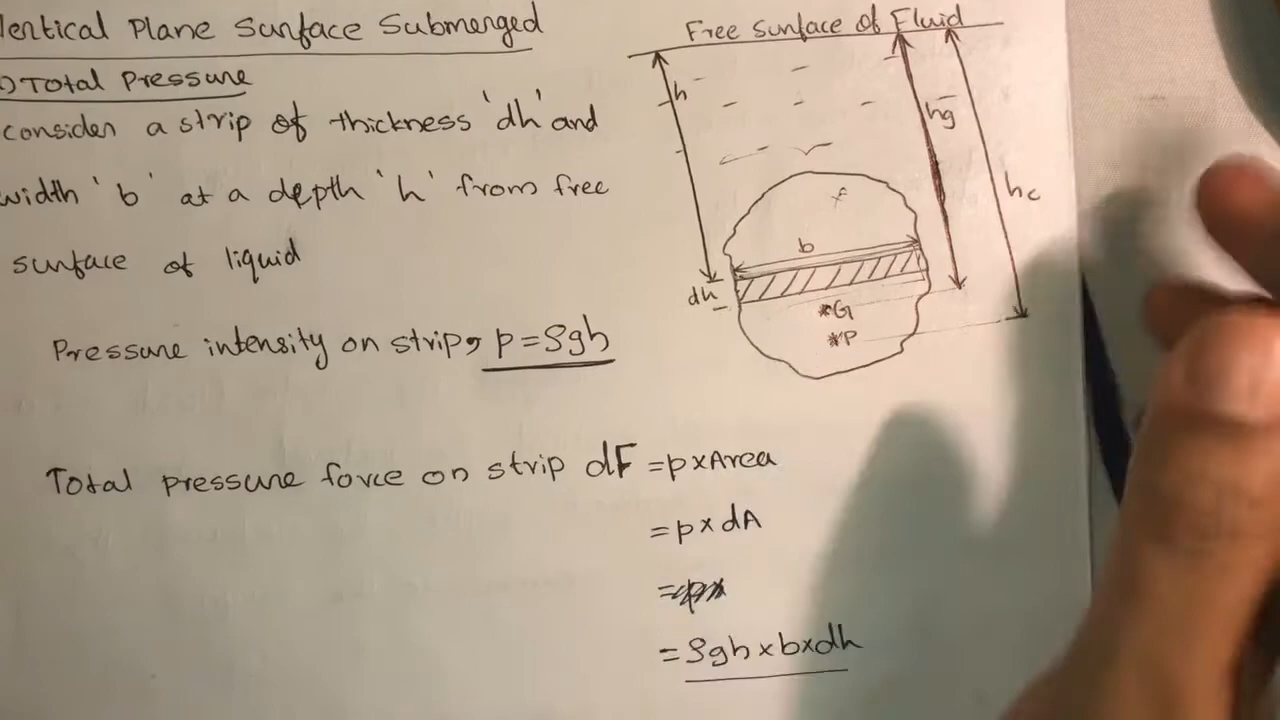 Vertical Plane Surface Submerged
1) Total Pressure
consider a strip of thickness 'dh' and
width 'b' at a depth 'h' from free
surface of liquid
Pressure intensity on strip, p = ρgh
Total pressure force on strip dF = p x Area
= p x dA
= ρgh x b x dh
Free surface of Fluid
h
hg
hc
b
dh
*G
*P